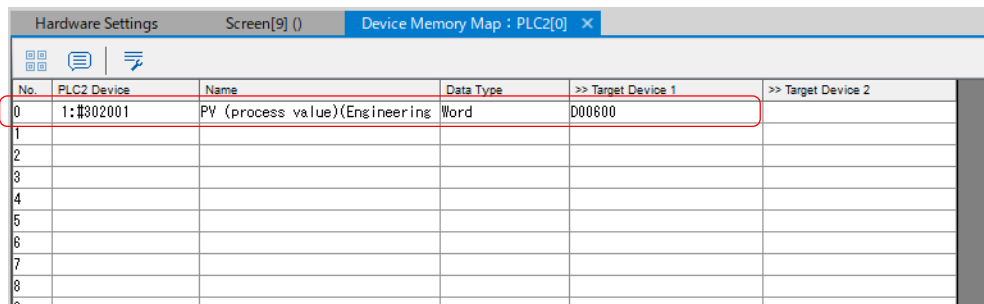 Hardware Settings Screen[9] () Device Memory Map : PLC2[0] ×
No. PLC2 Device Name Data Type >> Target Device 1 >> Target Device 2
0 1:#302001 PV (process value)(Engineering Word D00600
1
2
3
4
5
6
7
8